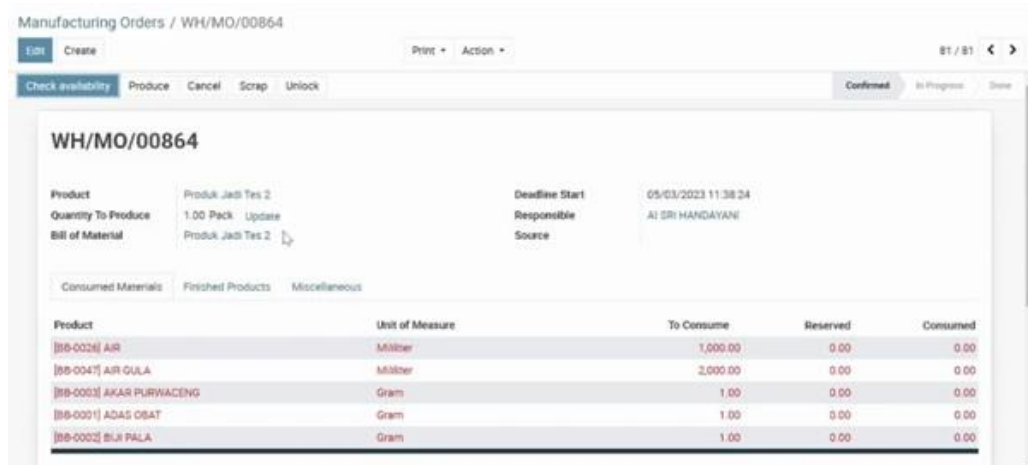 Manufacturing Orders / WH/MO/00864
Edit Create Print Action 81 / 81
Check availability Produce Cancel Scrap Unlock Confirmed In Progress Done
WH/MO/00864
Product Produk Jadi Tes 2 Deadline Start 05/03/2023 11:38:24
Quantity To Produce 1.00 Pack Update Responsible AI SRI HANDAYANI
Bill of Material Produk Jadi Tes 2 Source
Consumed Materials Finished Products Miscellaneous
Product Unit of Measure To Consume Reserved Consumed
[BB-0026] AIR Mililiter 1,000.00 0.00 0.00
[BB-0047] AIR GULA Mililiter 2,000.00 0.00 0.00
[BB-0003] AKAR PURWACENG Gram 1.00 0.00 0.00
[BB-0001] ADAS OBAT Gram 1.00 0.00 0.00
[BB-0002] BIJI PALA Gram 1.00 0.00 0.00